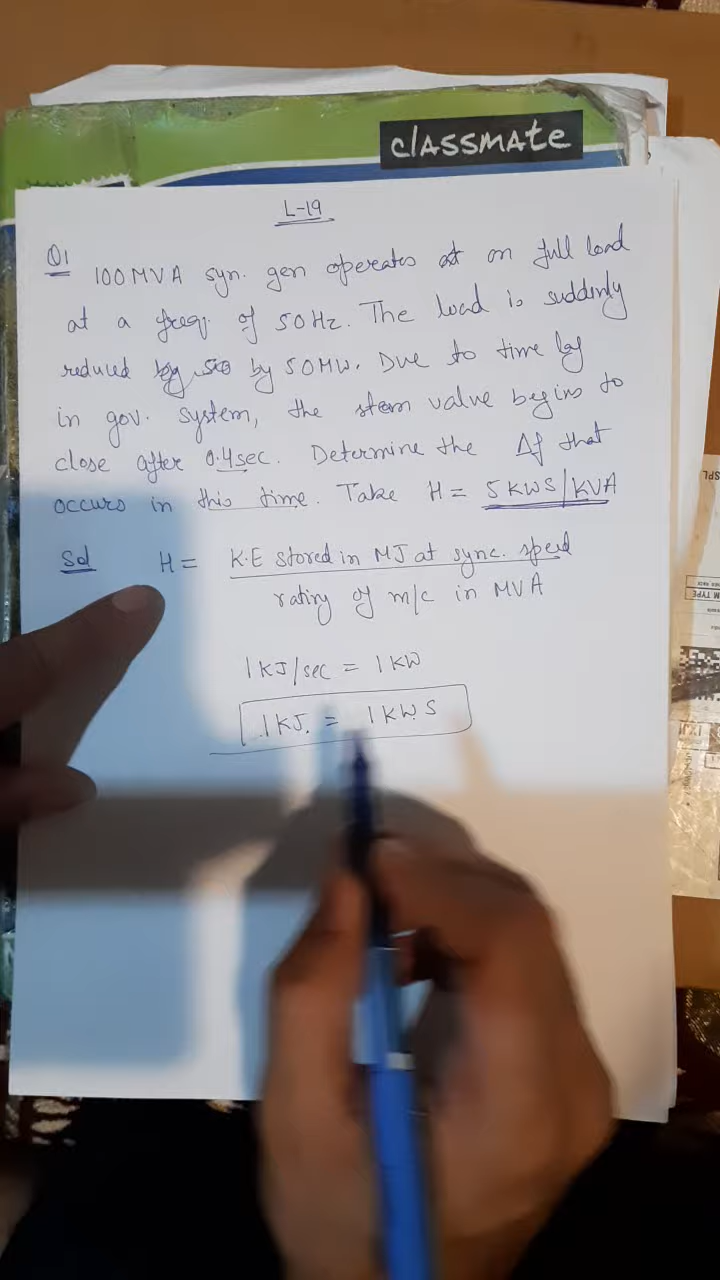 classmate
L-19
Q1 100 MVA syn. gen operates at on full load
at a freq. of 50 Hz. The load is suddenly
reduced by by 50MW. Due to time lag
in gov. system, the steam valve begins to
close after 0.4sec. Determine the Δf that
occurs in this time. Take H = 5 KWS/KVA
Sol H = K.E stored in MJ at sync. speed
rating of m/c in MVA
1 KJ/sec = 1 KW
1 KJ. = 1 KWS